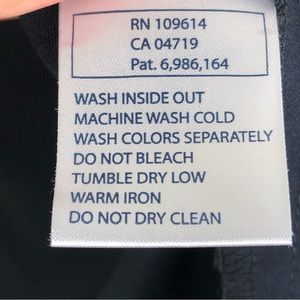 RN 109614
CA 04719
Pat. 6,986,164
WASH INSIDE OUT
MACHINE WASH COLD
WASH COLORS SEPARATELY
DO NOT BLEACH
TUMBLE DRY LOW
WARM IRON
DO NOT DRY CLEAN